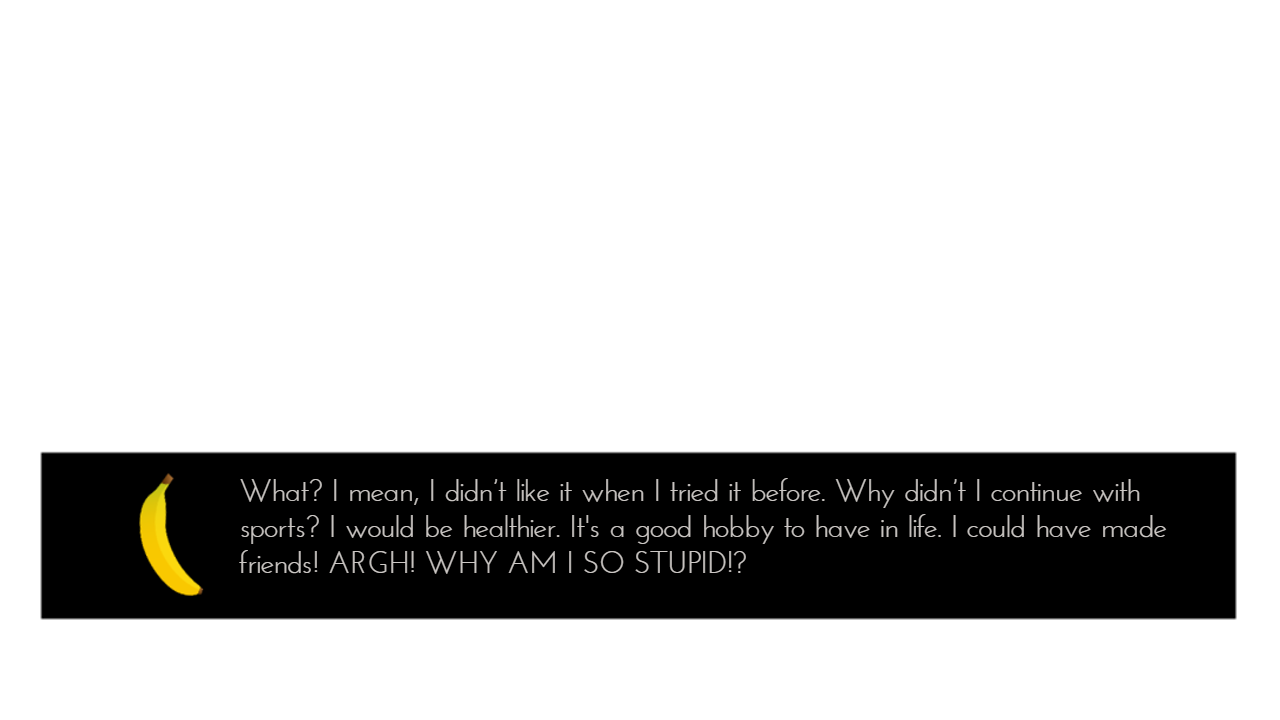 What? I mean, I didn't like it when I tried it before. Why didn't I continue with
sports? I would be healthier. It's a good hobby to have in life. I could have made
friends! ARGH! WHY AM I SO STUPID!?